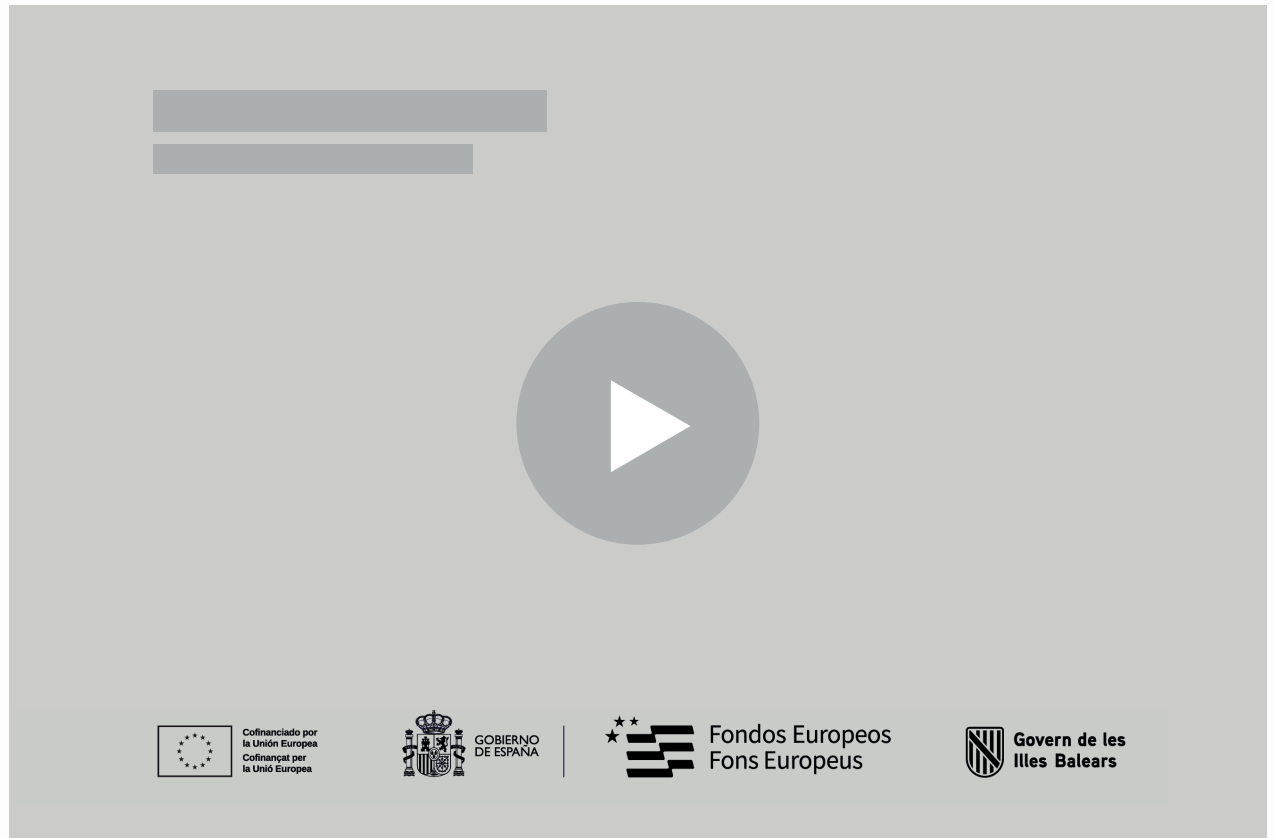 Cofinanciado por
la Unión Europea
Cofinançat per
la Unió Europea
GOBIERNO
DE ESPAÑA
Fondos Europeos
Fons Europeus
Govern de les
Illes Balears